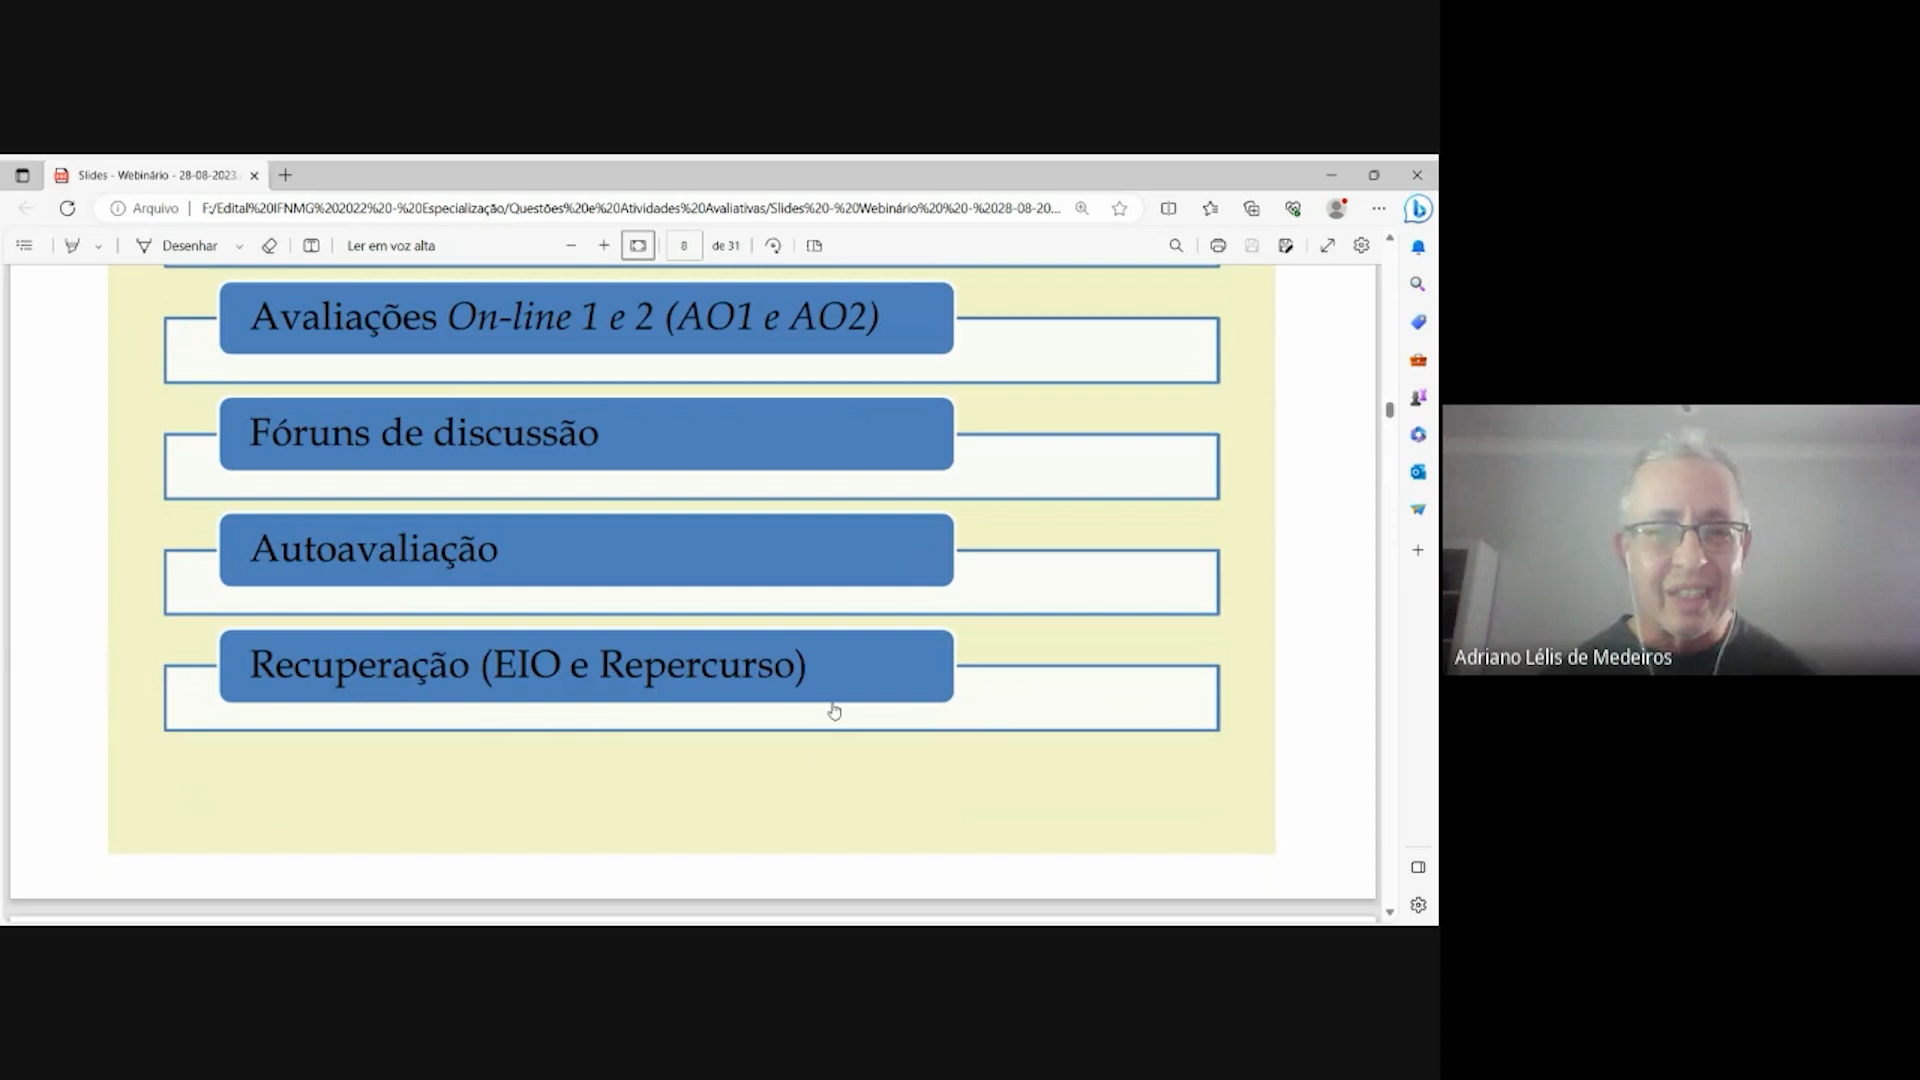 Slides - Webinário - 28-08-2023.
Arquivo
F:/Edital%20IFNMG%202022%20-%20Especialização/Questões%20e%20Atividades%20Avaliativas/Slides%20-%20Webinário%20%20-%2028-08-20...
Desenhar
Ler em voz alta
8
de 31
Avaliações On-line 1 e 2 (AO1 e AO2)
Fóruns de discussão
Autoavaliação
Recuperação (EIO e Repercurso)
Adriano Lélis de Medeiros